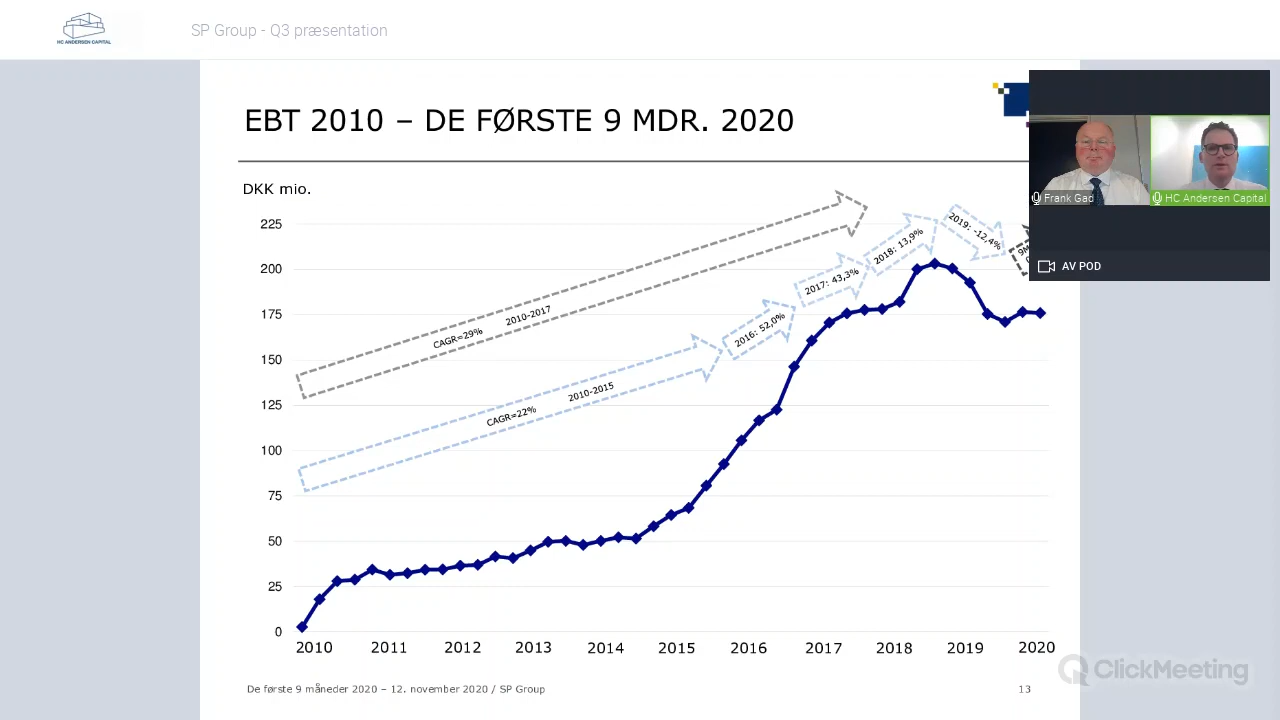 HC ANDERSEN CAPITAL
SP Group - Q3 præsentation
EBT 2010 – DE FØRSTE 9 MDR. 2020
DKK mio.
Frank Gad
HC Andersen Capital
AV POD
225
200
175
150
125
100
75
50
25
0
CAGR=29% 2010-2017
CAGR=22% 2010-2015
2016: 52,0%
2017: 43,3%
2018: 13,9%
2019: -12,4%
2010 2011 2012 2013 2014 2015 2016 2017 2018 2019 2020
De første 9 måneder 2020 – 12. november 2020 / SP Group
13
ClickMeeting